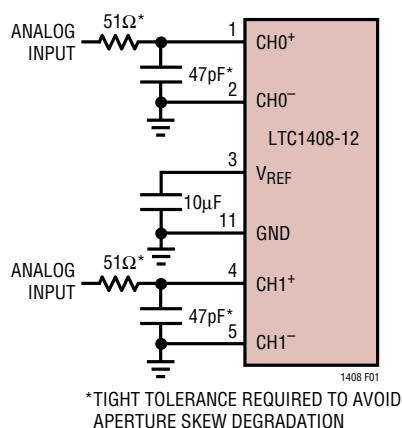 ANALOG
INPUT
51Ω*
47pF*
1
CH0+
2
CH0−
LTC1408-12
3
VREF
10µF
11
GND
ANALOG
INPUT
51Ω*
4
CH1+
47pF*
5
CH1−
1408 F01
*TIGHT TOLERANCE REQUIRED TO AVOID
APERTURE SKEW DEGRADATION